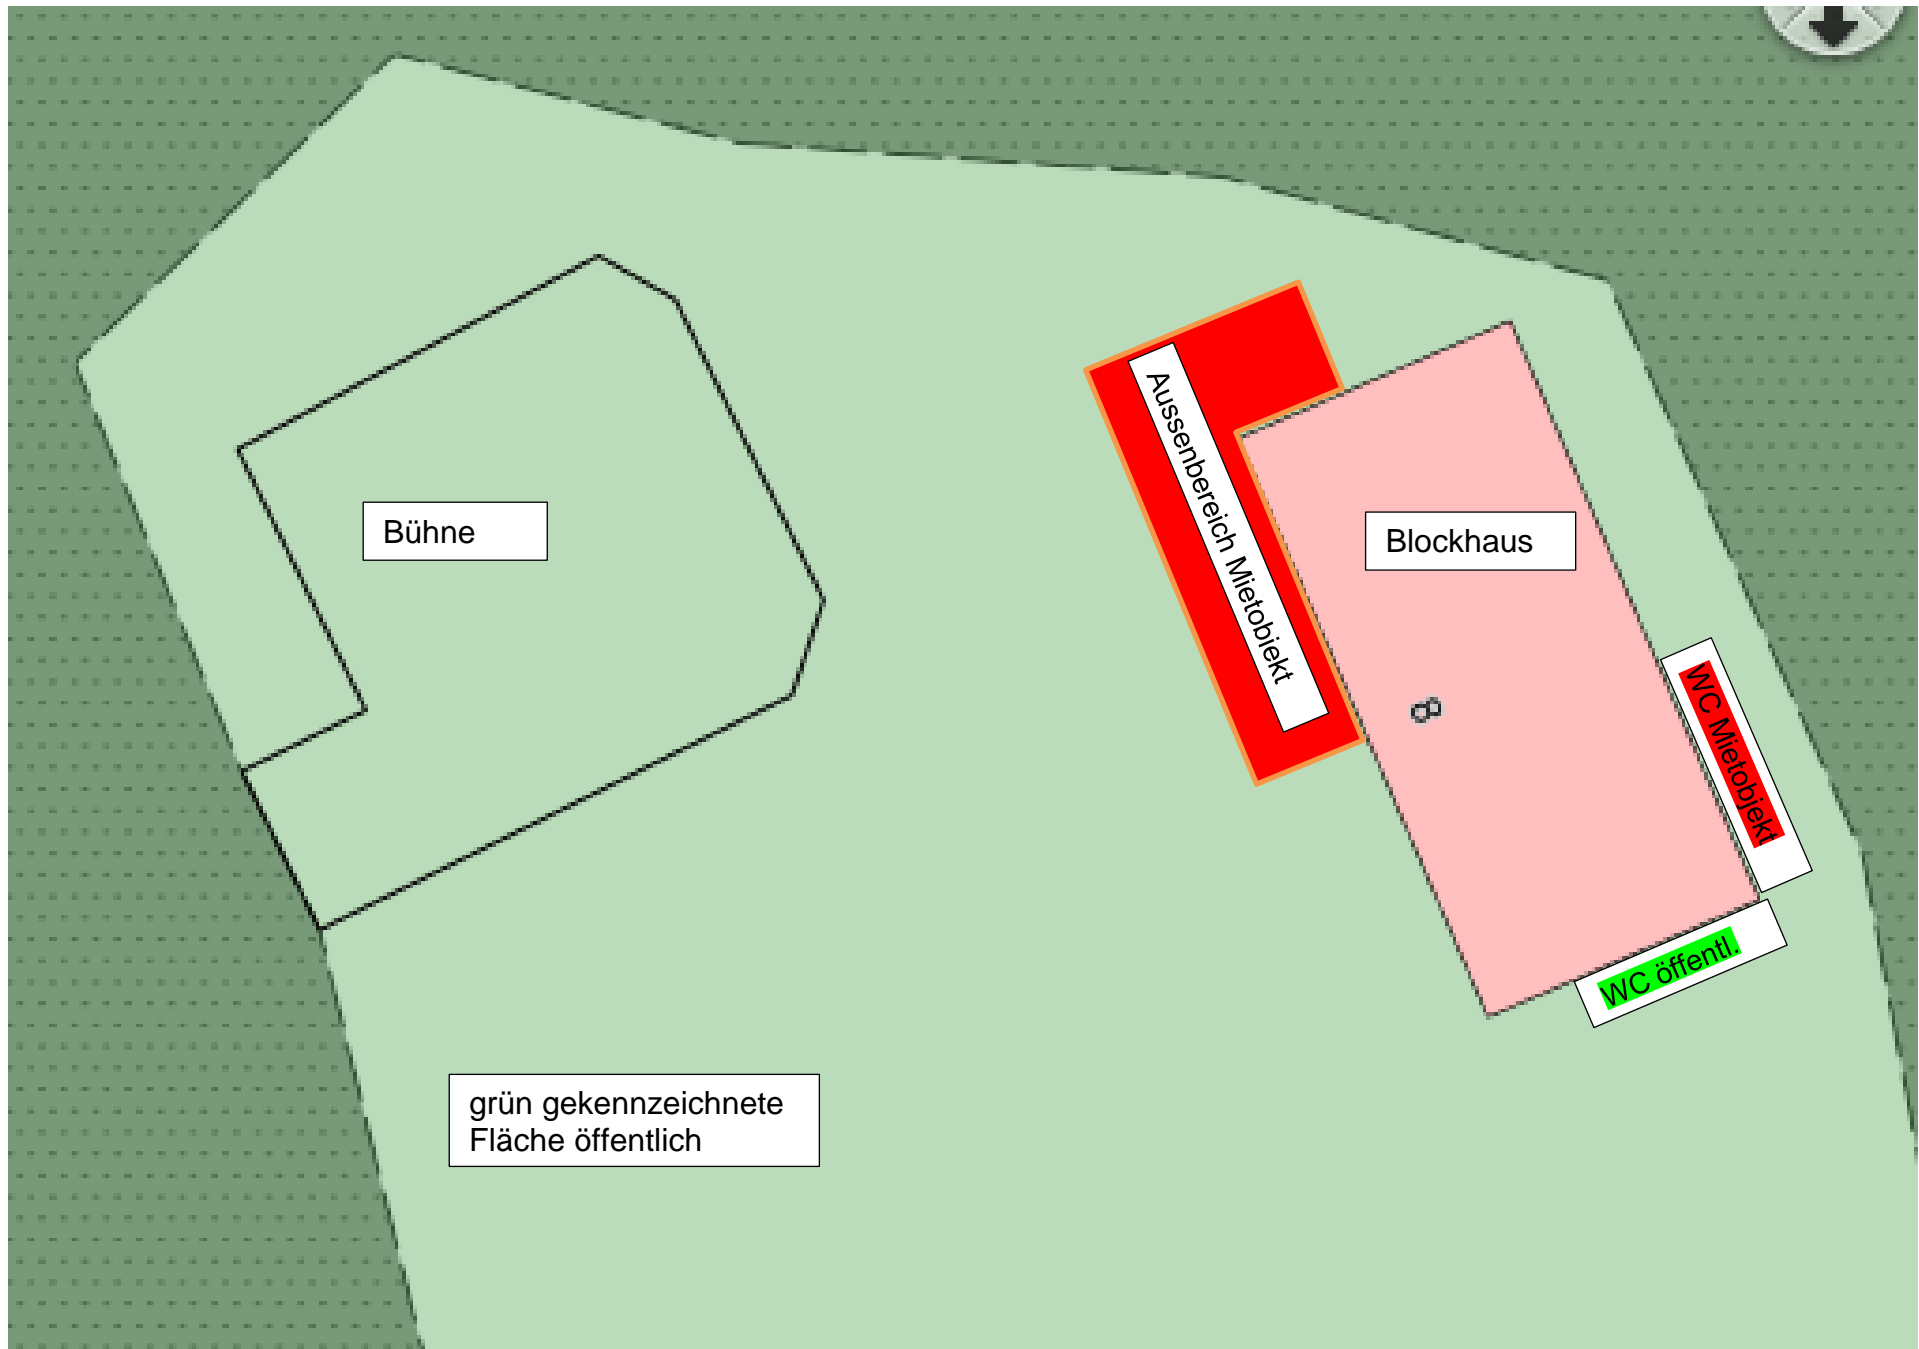 Bühne
Aussenbereich Mietobjekt
Blockhaus
8
WC Mietobjekt
WC öffentl.
grün gekennzeichnete
Fläche öffentlich